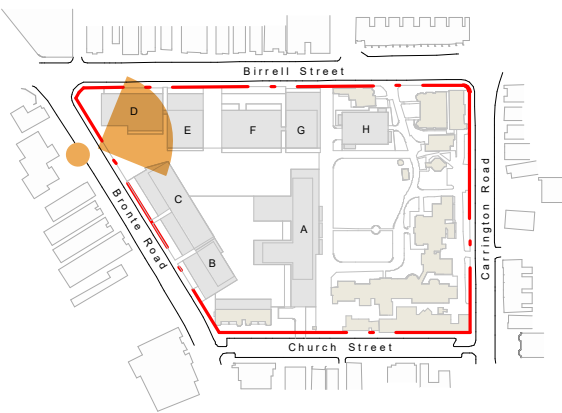 Birrell Street
D
E
F
G
H
C
A
B
Bronte Road
Carrington Road
Church Street